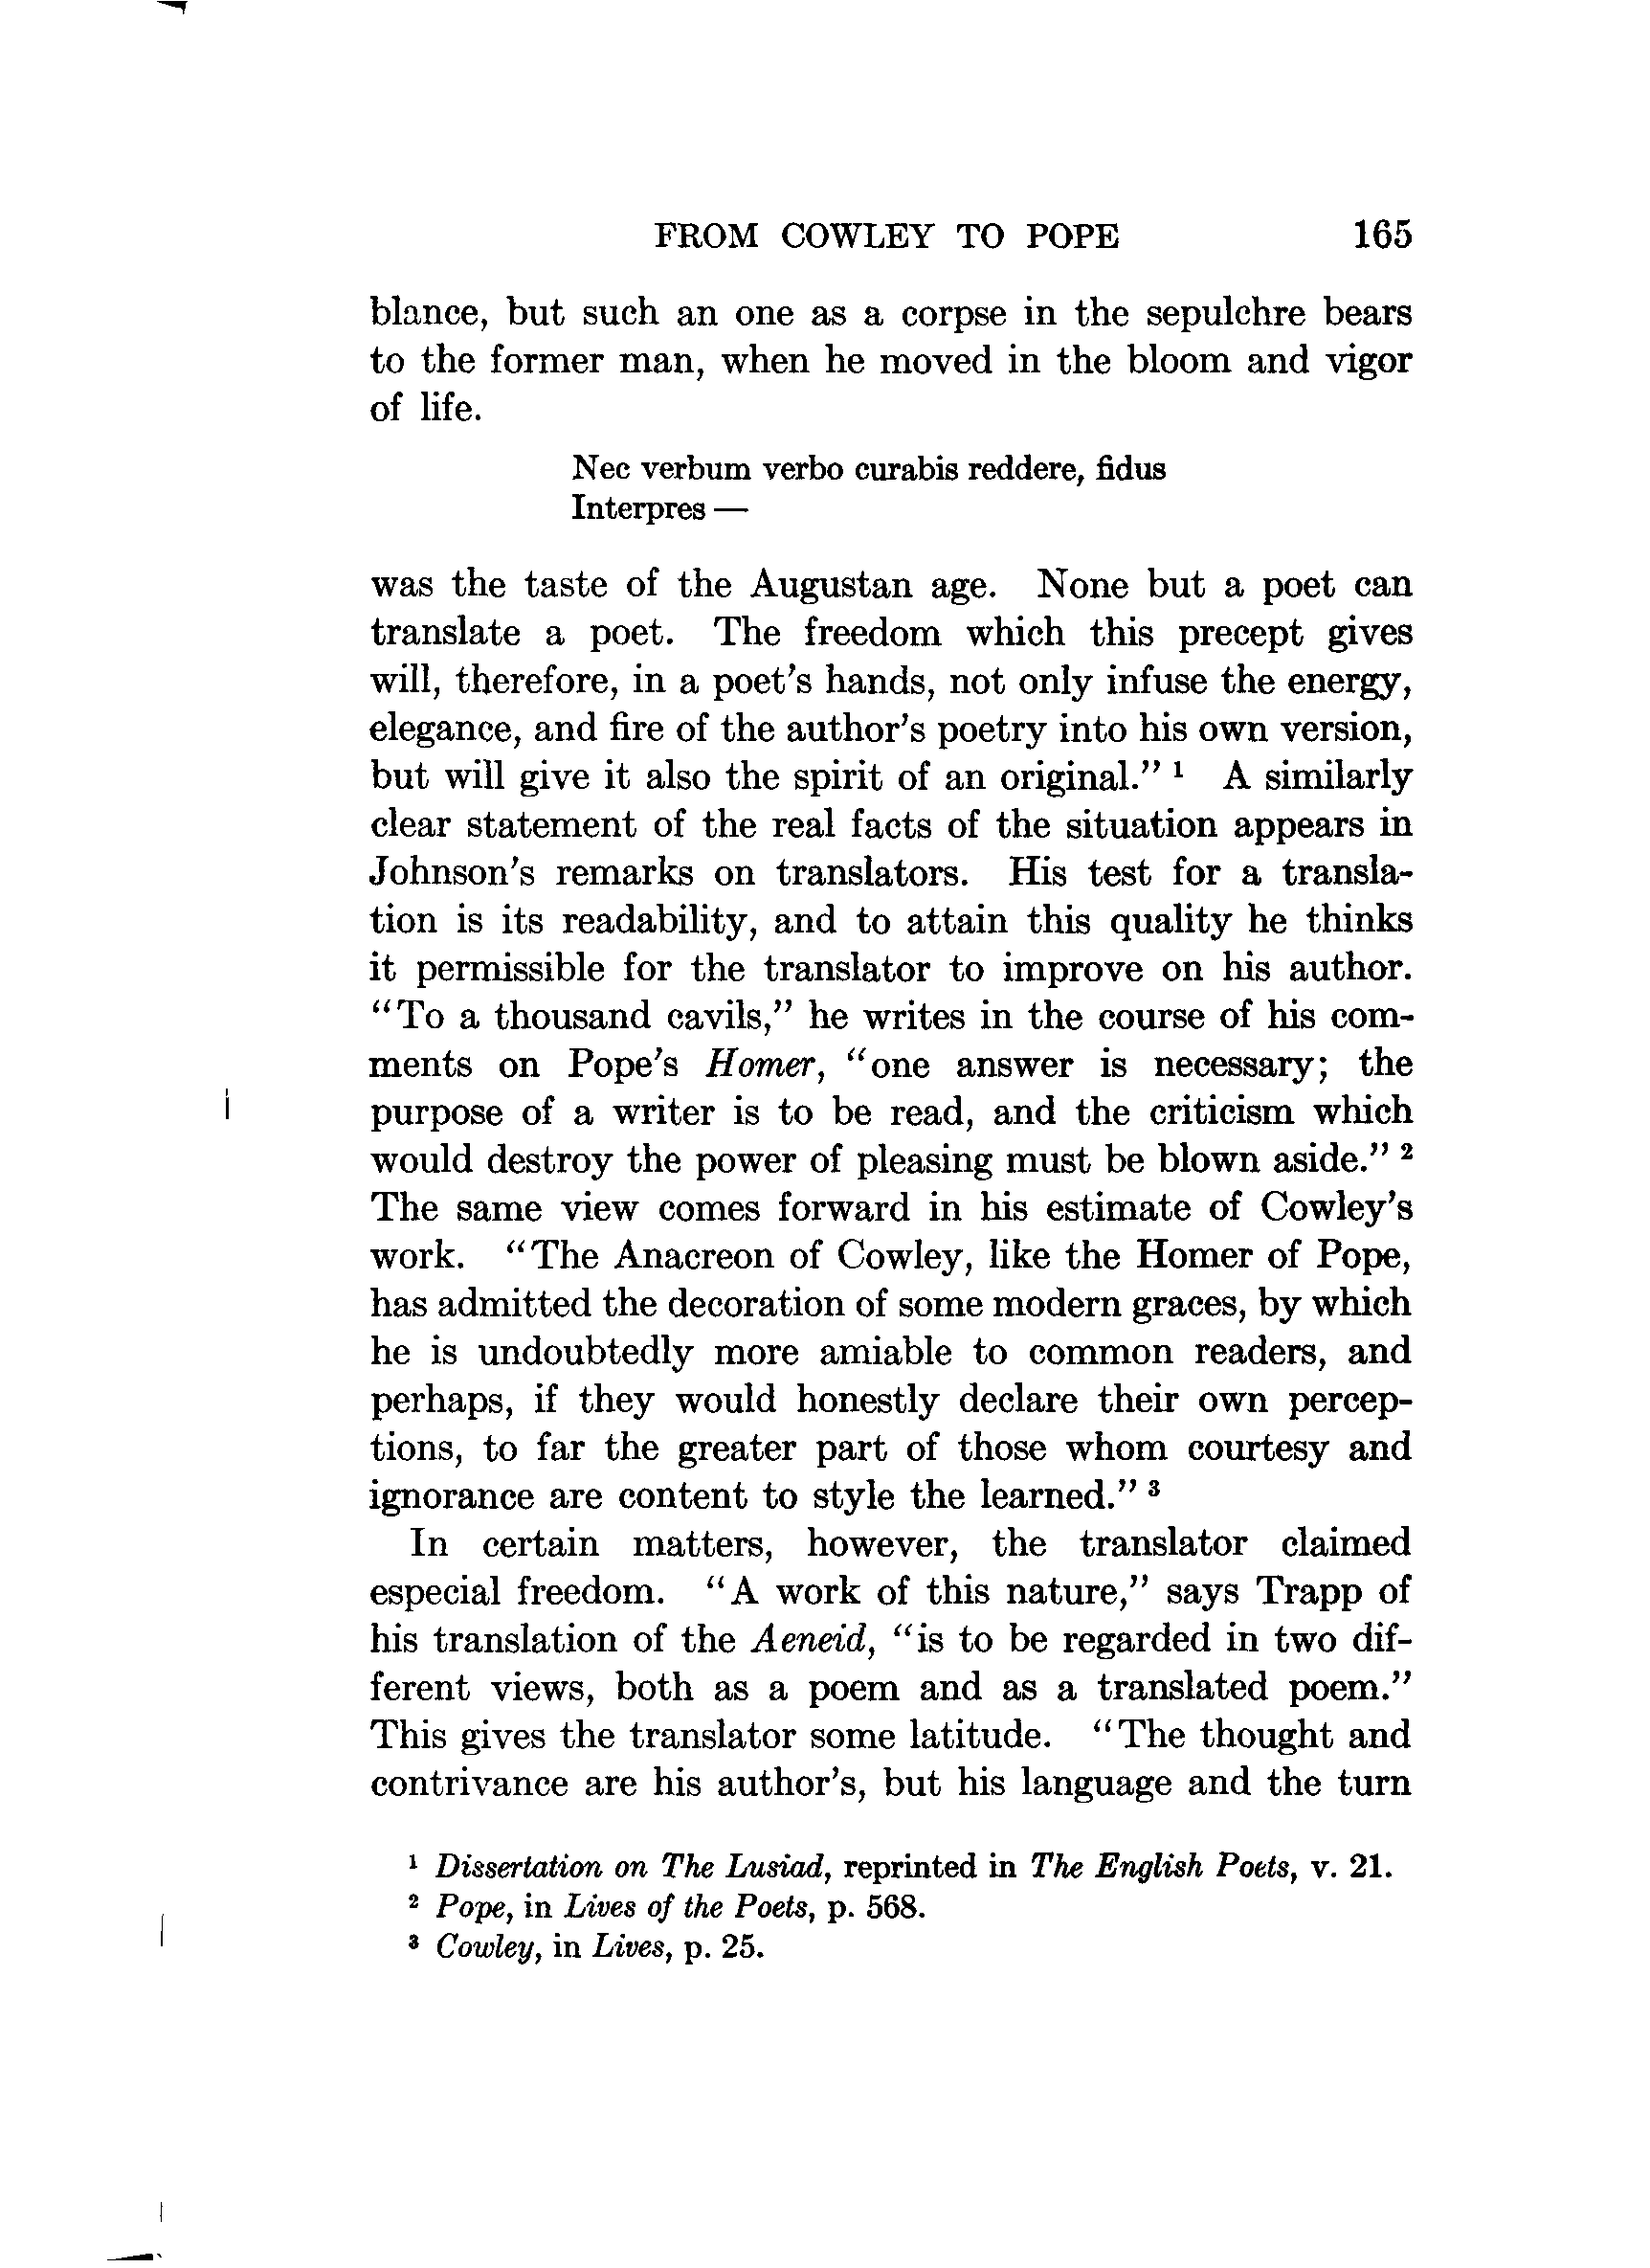 FROM COWLEY TO POPE 165
blance, but such an one as a corpse in the sepulchre bears
to the former man, when he moved in the bloom and vigor
of life.
Nec verbum verbo curabis reddere, fidus
Interpres —
was the taste of the Augustan age. None but a poet can
translate a poet. The freedom which this precept gives
will, therefore, in a poet's hands, not only infuse the energy,
elegance, and fire of the author's poetry into his own version,
but will give it also the spirit of an original." ¹ A similarly
clear statement of the real facts of the situation appears in
Johnson's remarks on translators. His test for a transla-
tion is its readability, and to attain this quality he thinks
it permissible for the translator to improve on his author.
"To a thousand cavils," he writes in the course of his com-
ments on Pope's Homer, "one answer is necessary; the
purpose of a writer is to be read, and the criticism which
would destroy the power of pleasing must be blown aside." ²
The same view comes forward in his estimate of Cowley's
work. "The Anacreon of Cowley, like the Homer of Pope,
has admitted the decoration of some modern graces, by which
he is undoubtedly more amiable to common readers, and
perhaps, if they would honestly declare their own percep-
tions, to far the greater part of those whom courtesy and
ignorance are content to style the learned." ³
In certain matters, however, the translator claimed
especial freedom. "A work of this nature," says Trapp of
his translation of the Aeneid, "is to be regarded in two dif-
ferent views, both as a poem and as a translated poem."
This gives the translator some latitude. "The thought and
contrivance are his author's, but his language and the turn
¹ Dissertation on The Lusiad, reprinted in The English Poets, v. 21.
² Pope, in Lives of the Poets, p. 568.
³ Cowley, in Lives, p. 25.